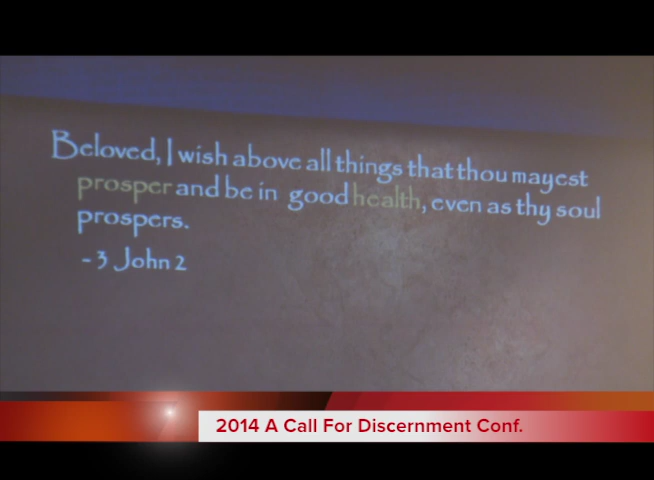 Beloved, I wish above all things that thou mayest
prosper and be in good health, even as thy soul
prospers.
- 3 John 2
2014 A Call For Discernment Conf.